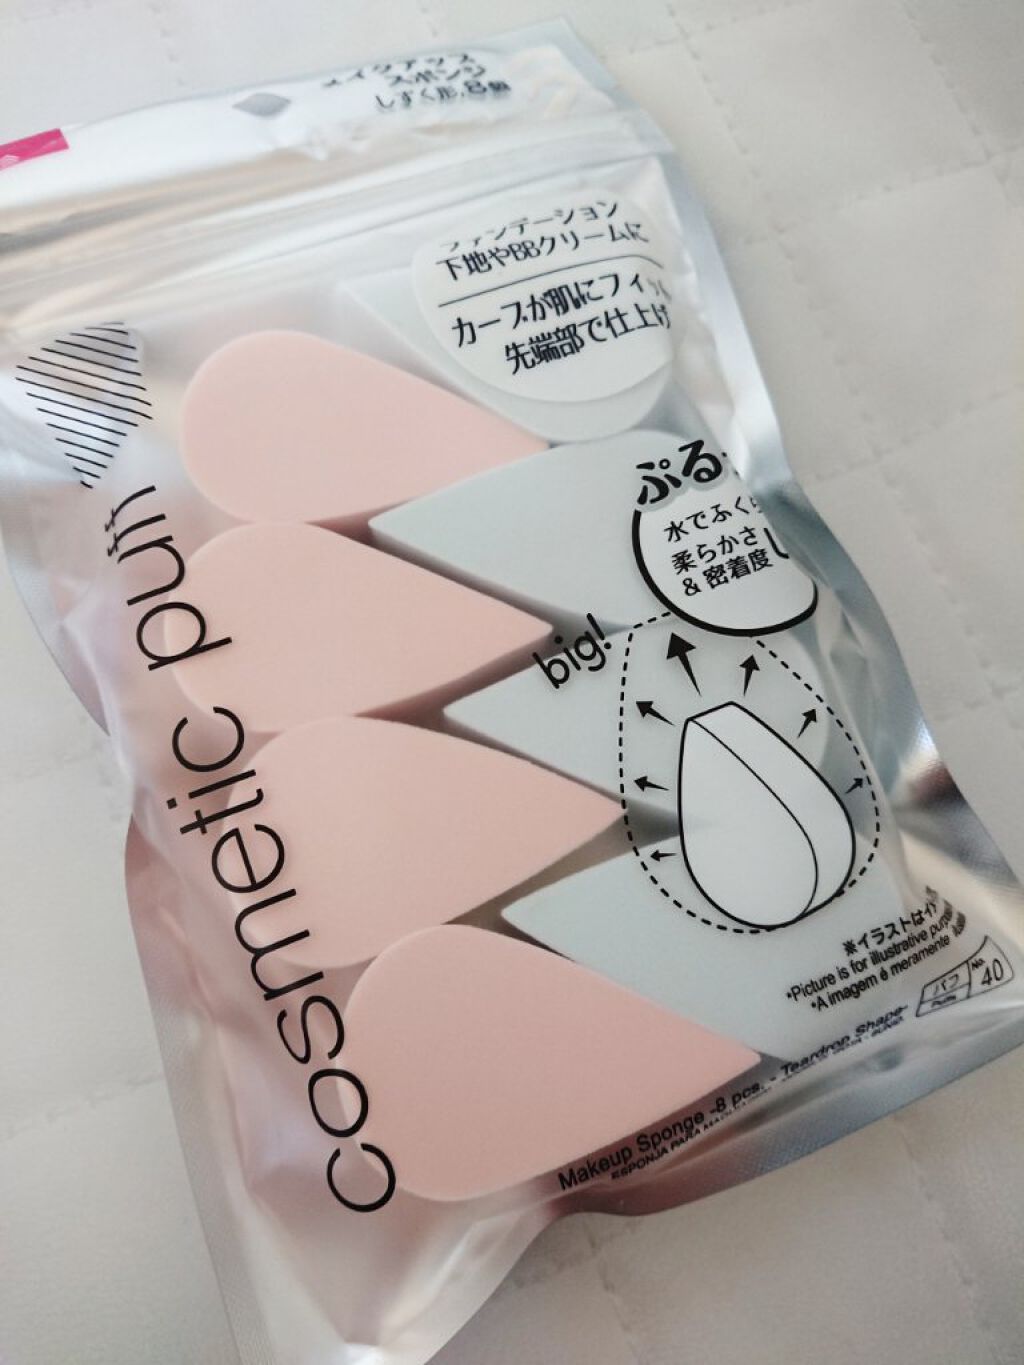 メイクアップ
スポンジ
しずく形,8個
ファンデーション
下地やBBクリームに
カーブが肌にフィ
先端部で仕上げ
cosmetic puff
ぷる
水でふくら
柔らかさ
&密着度
big!
※イラストはイ
*Picture is for illustrative
*A imagem é meramente
パフ
Puffs
No.
40
Makeup Sponge -8 pcs. - Teardrop Shape-
ESPONJA PARA